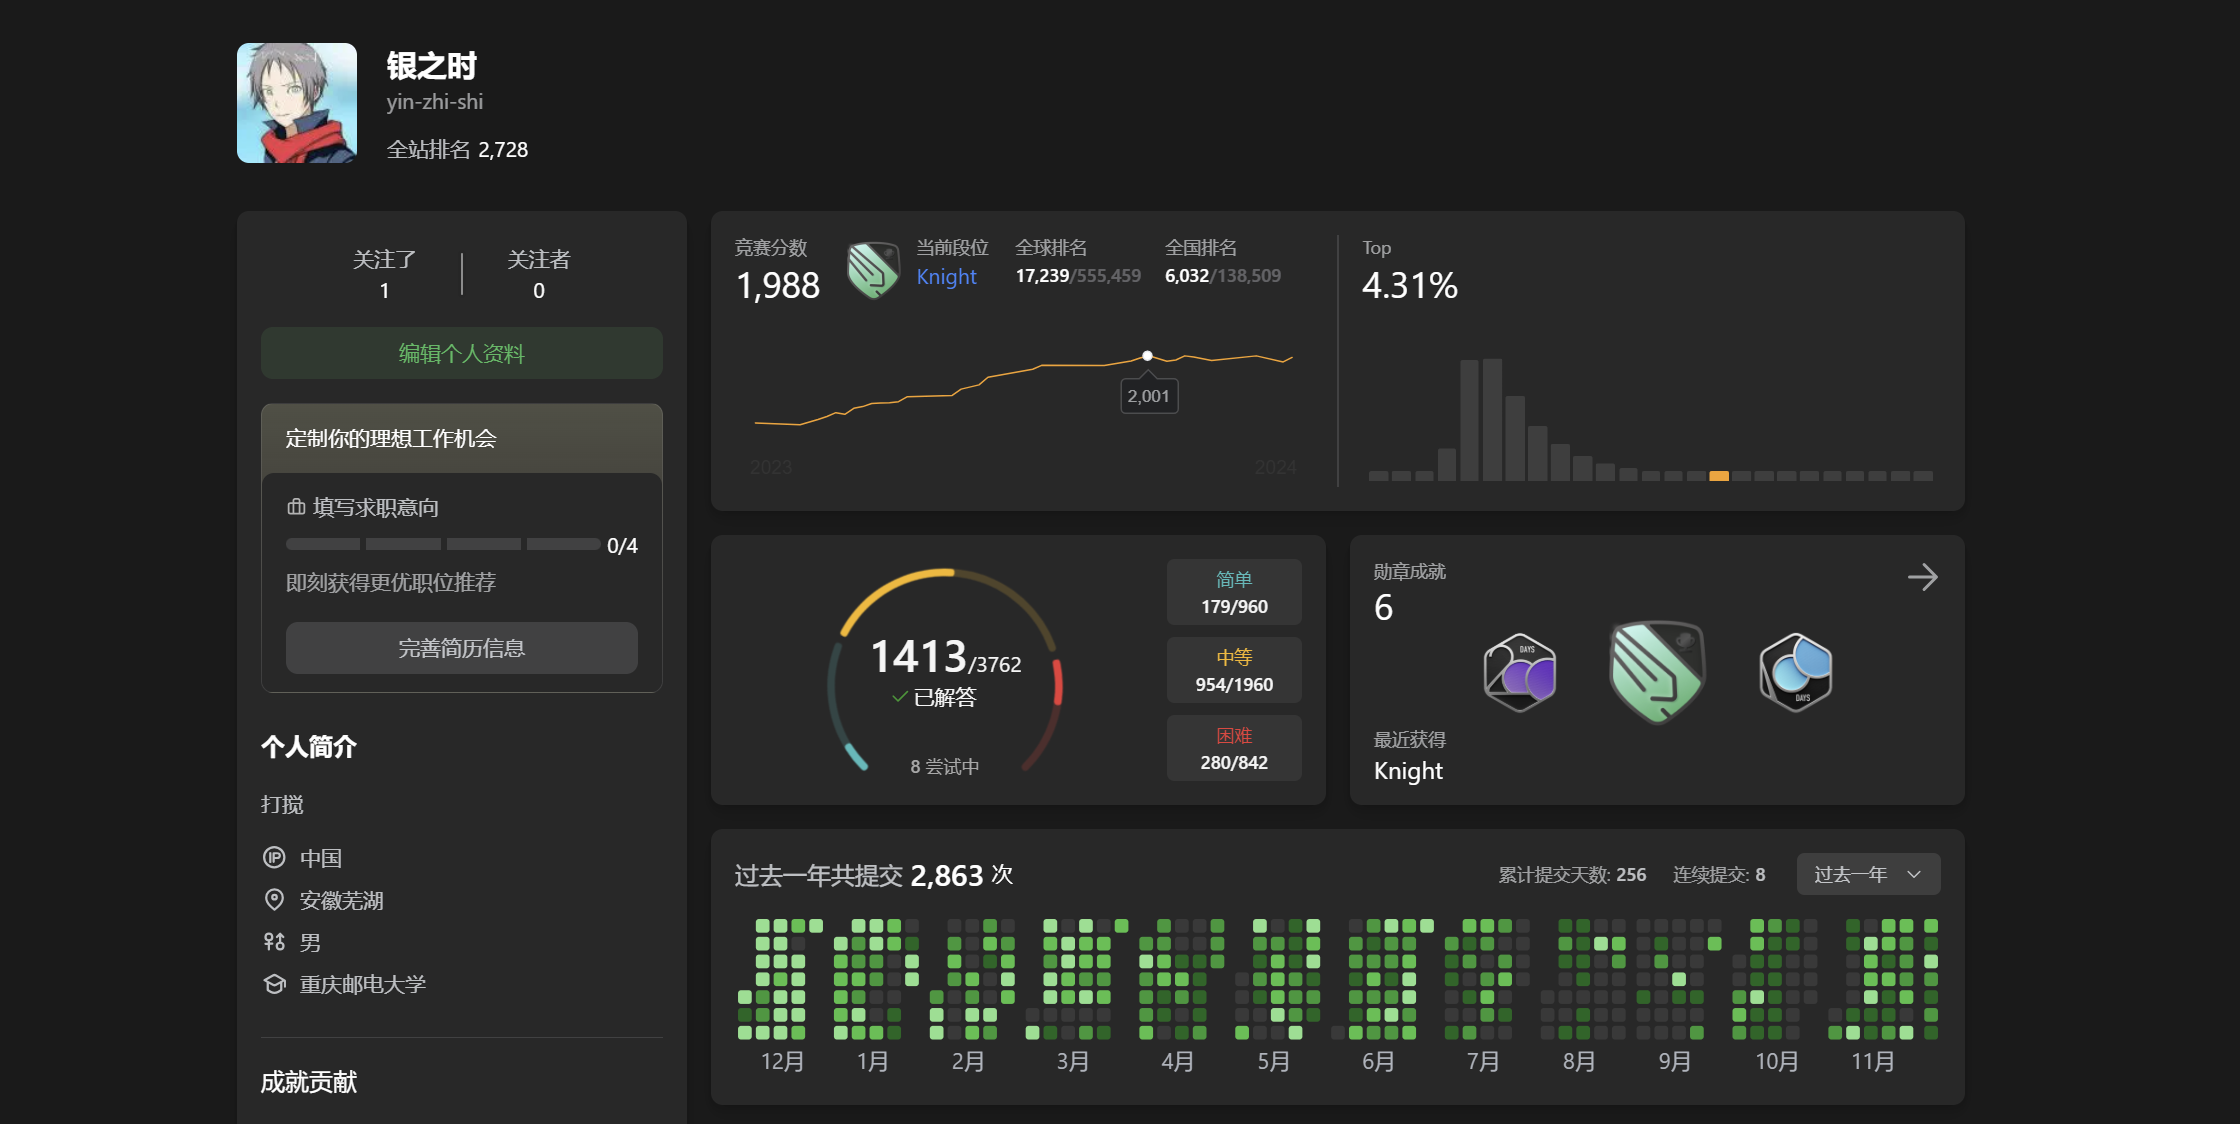 银之时
yin-zhi-shi
全站排名 2,728
关注了
1
关注者
0
编辑个人资料
定制你的理想工作机会
填写求职意向
0/4
即刻获得更优职位推荐
完善简历信息
个人简介
打搅
IP 中国
安徽芜湖
男
重庆邮电大学
成就贡献
竞赛分数
1,988
当前段位
Knight
全球排名
17,239/555,459
全国排名
6,032/138,509
2,001
2023
2024
Top
4.31%
1413/3762
已解答
8 尝试中
简单
179/960
中等
954/1960
困难
280/842
勋章成就
6
200 DAYS
DAYS
最近获得
Knight
过去一年共提交 2,863 次
累计提交天数: 256
连续提交: 8
过去一年
12月
1月
2月
3月
4月
5月
6月
7月
8月
9月
10月
11月